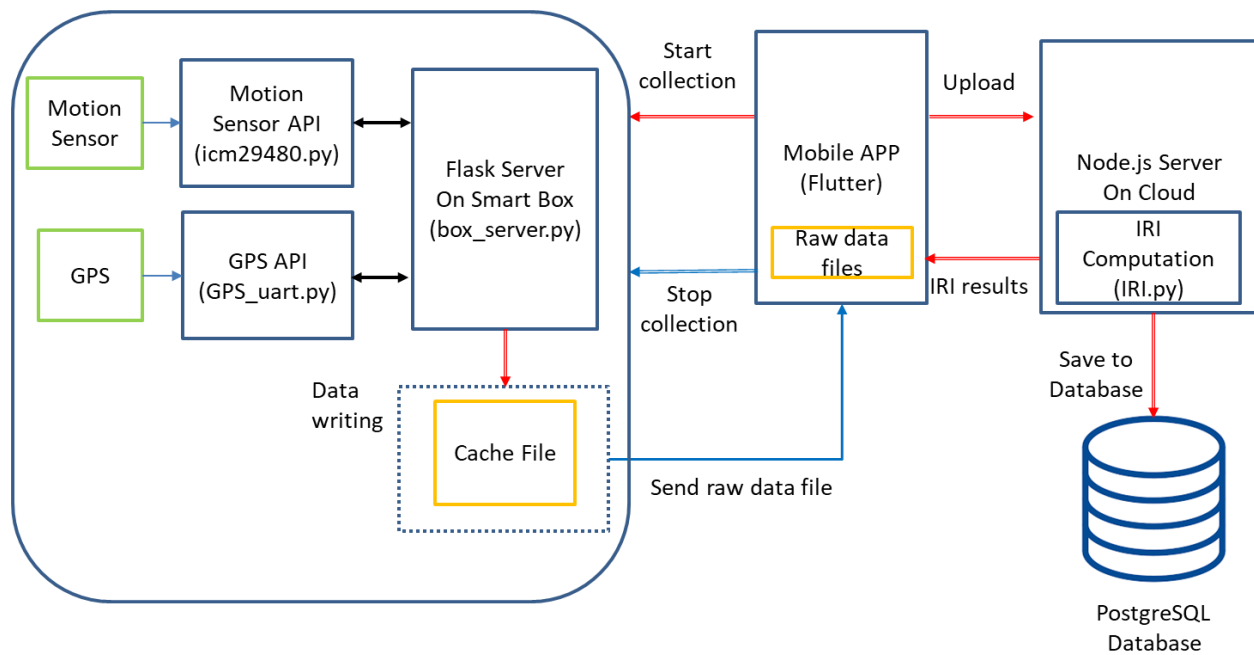 Motion
Sensor
Motion
Sensor API
(icm29480.py)
GPS
GPS API
(GPS_uart.py)
Flask Server
On Smart Box
(box_server.py)
Data
writing
Cache File
Start
collection
Stop
collection
Send raw data file
Mobile APP
(Flutter)
Raw data
files
Upload
IRI results
Node.js Server
On Cloud
IRI
Computation
(IRI.py)
Save to
Database
PostgreSQL
Database